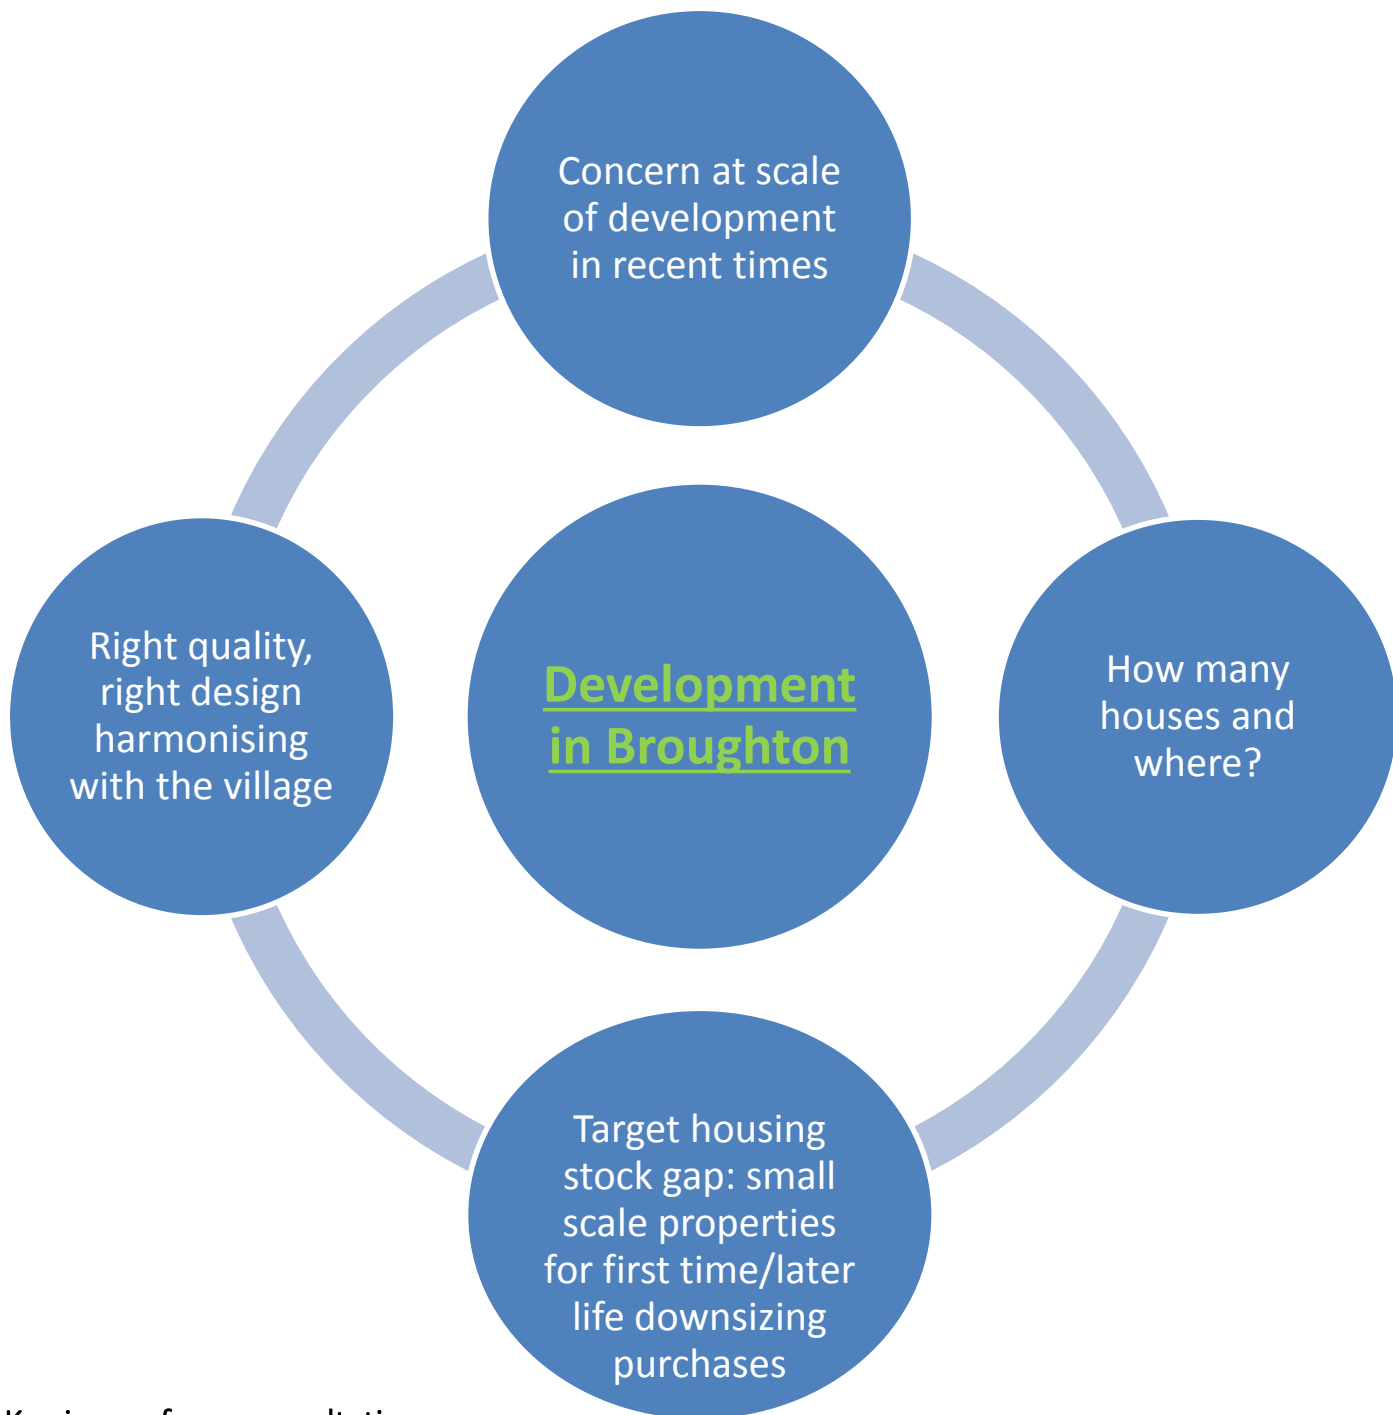 Concern at scale
of development
in recent times
Right quality,
right design
harmonising
with the village
Development
in Broughton
How many
houses and
where?
Target housing
stock gap: small
scale properties
for first time/later
life downsizing
purchases